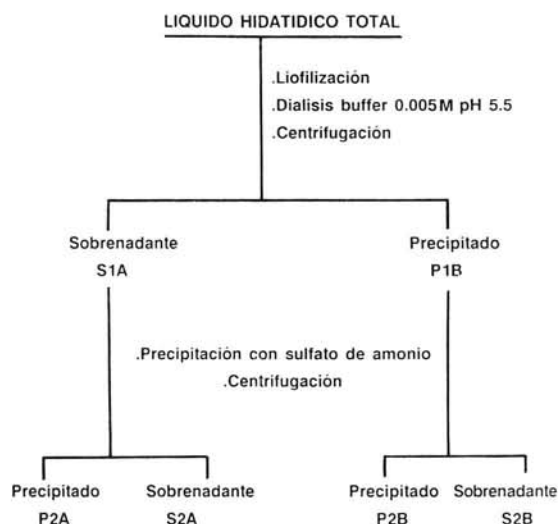 LIQUIDO HIDATIDICO TOTAL
.Liofilización
.Dialisis buffer 0.005M pH 5.5
.Centrifugación
Sobrenadante
S1A
Precipitado
P1B
.Precipitación con sulfato de amonio
.Centrifugación
Precipitado
P2A
Sobrenadante
S2A
Precipitado
P2B
Sobrenadante
S2B